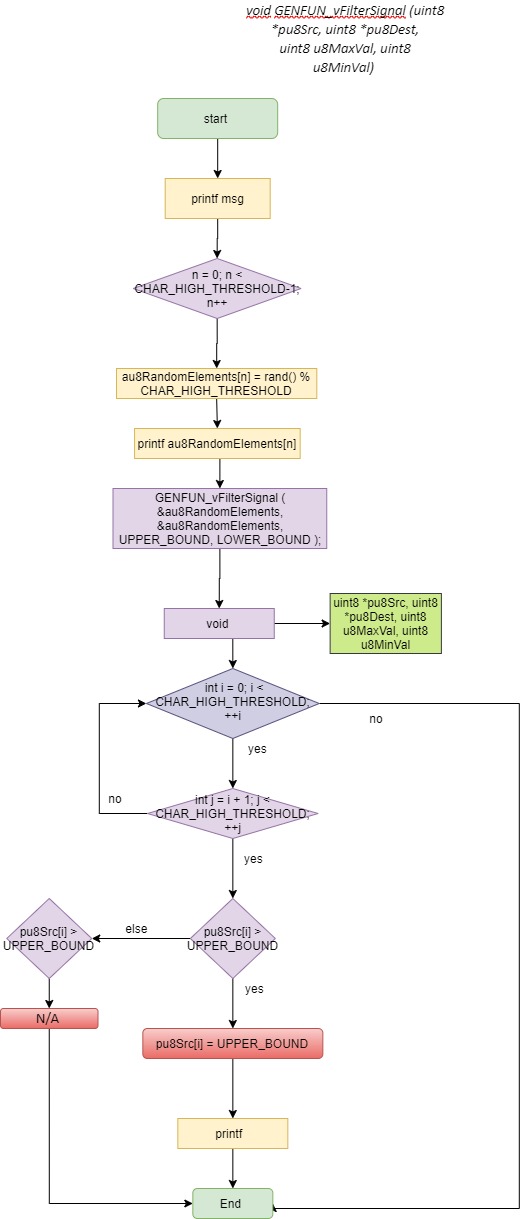 void GENFUN_vFilterSignal (uint8
*pu8Src, uint8 *pu8Dest,
uint8 u8MaxVal, uint8
u8MinVal)
start
printf msg
n = 0; n <
CHAR_HIGH_THRESHOLD-1;
n++
au8RandomElements[n] = rand() %
CHAR_HIGH_THRESHOLD
printf au8RandomElements[n]
GENFUN_vFilterSignal (
&au8RandomElements,
&au8RandomElements,
UPPER_BOUND, LOWER_BOUND );
void
uint8 *pu8Src, uint8
*pu8Dest, uint8
u8MaxVal, uint8
u8MinVal
int i = 0; i <
CHAR_HIGH_THRESHOLD;
++i
no
yes
int j = i + 1; j <
CHAR_HIGH_THRESHOLD;
++j
no
yes
pu8Src[i] >
UPPER_BOUND
else
pu8Src[i] >
UPPER_BOUND
yes
N/A
pu8Src[i] = UPPER_BOUND
printf
End